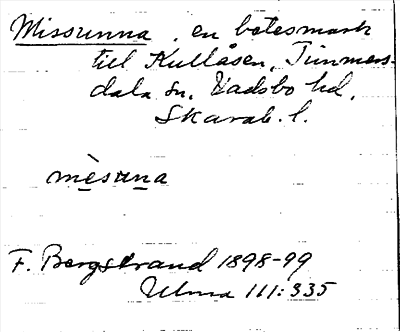 Missunna, en betesmark
till Kullåsen, Timmers-
dala sn, Vadsbo hd,
Skarab. l.
mèsuna
F. Bergstrand 1898-99
Ulma 111:335